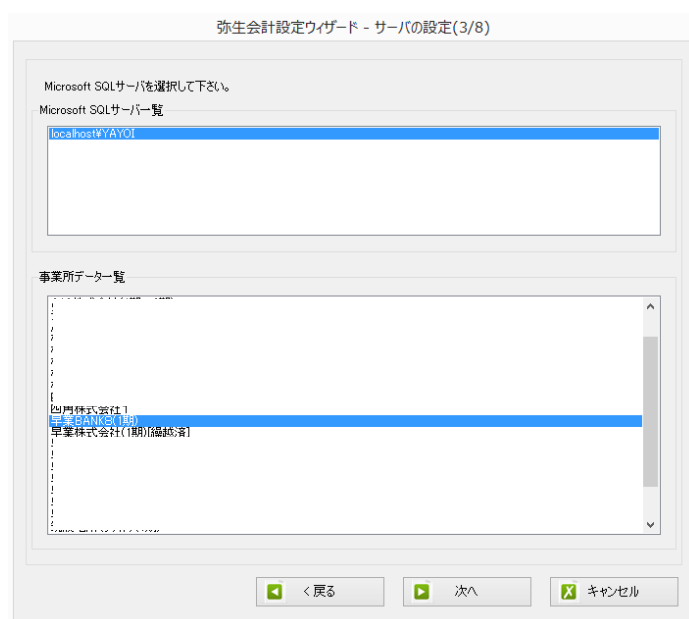 弥生会計設定ウィザード - サーバの設定(3/8)
Microsoft SQLサーバを選択して下さい。
Microsoft SQLサーバ一覧
localhost¥YAYOI
事業所データ一覧
四角株式会社1
早業BANK8(1期)
早業株式会社(1期)[繰越済]
< 戻る
次へ
キャンセル